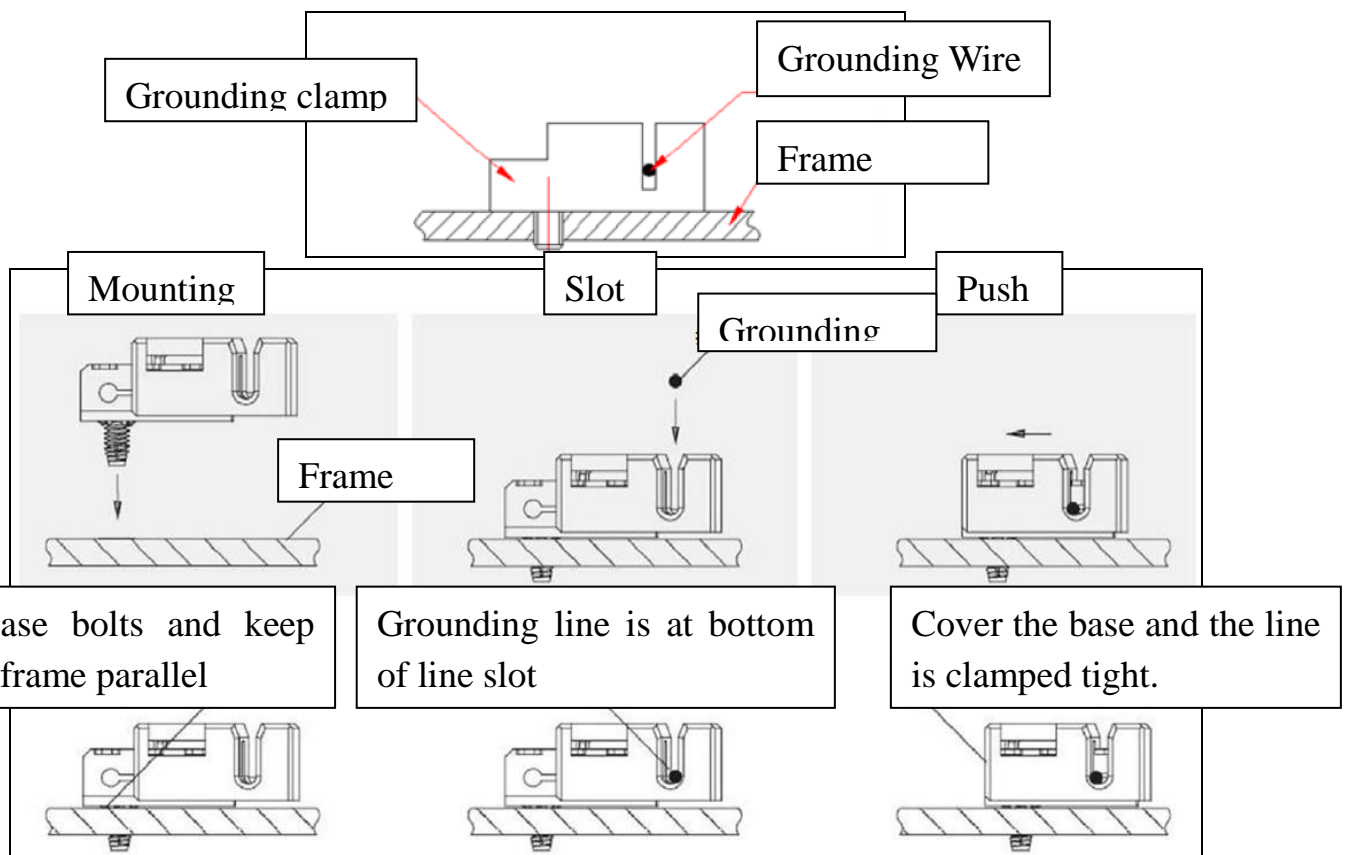 Grounding Wire
Grounding clamp
Frame
Mounting
Slot
Push
Grounding
Frame
ase bolts and keep
frame parallel
Grounding line is at bottom
of line slot
Cover the base and the line
is clamped tight.